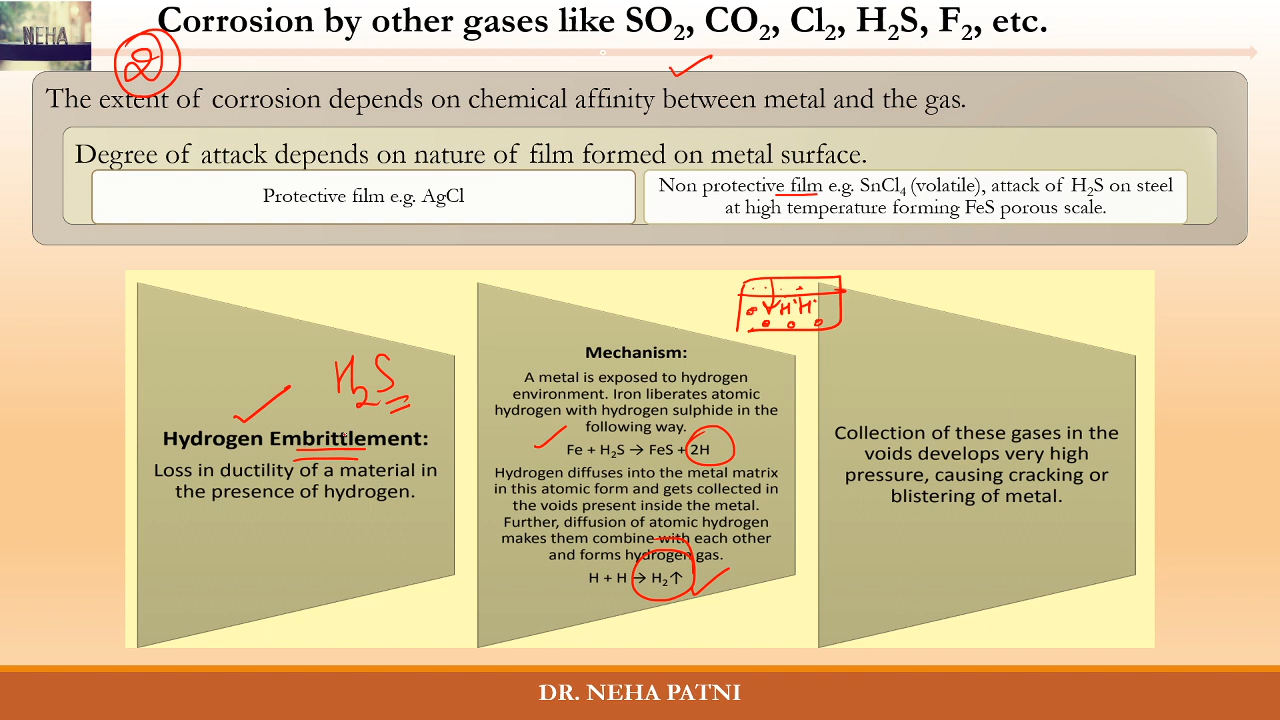 Corrosion by other gases like SO₂, CO₂, Cl₂, H₂S, F₂, etc.
NEHA
2
The extent of corrosion depends on chemical affinity between metal and the gas.
Degree of attack depends on nature of film formed on metal surface.
Protective film e.g. AgCl
Non protective film e.g. SnCl₄ (volatile), attack of H₂S on steel
at high temperature forming FeS porous scale.
H₂S
Hydrogen Embrittlement:
Loss in ductility of a material in
the presence of hydrogen.
H H
Mechanism:
A metal is exposed to hydrogen
environment. Iron liberates atomic
hydrogen with hydrogen sulphide in the
following way.
Fe + H₂S → FeS + 2H
Hydrogen diffuses into the metal matrix
in this atomic form and gets collected in
the voids present inside the metal.
Further, diffusion of atomic hydrogen
makes them combine with each other
and forms hydrogen gas.
H + H → H₂↑
Collection of these gases in the
voids develops very high
pressure, causing cracking or
blistering of metal.
DR. NEHA PATNI